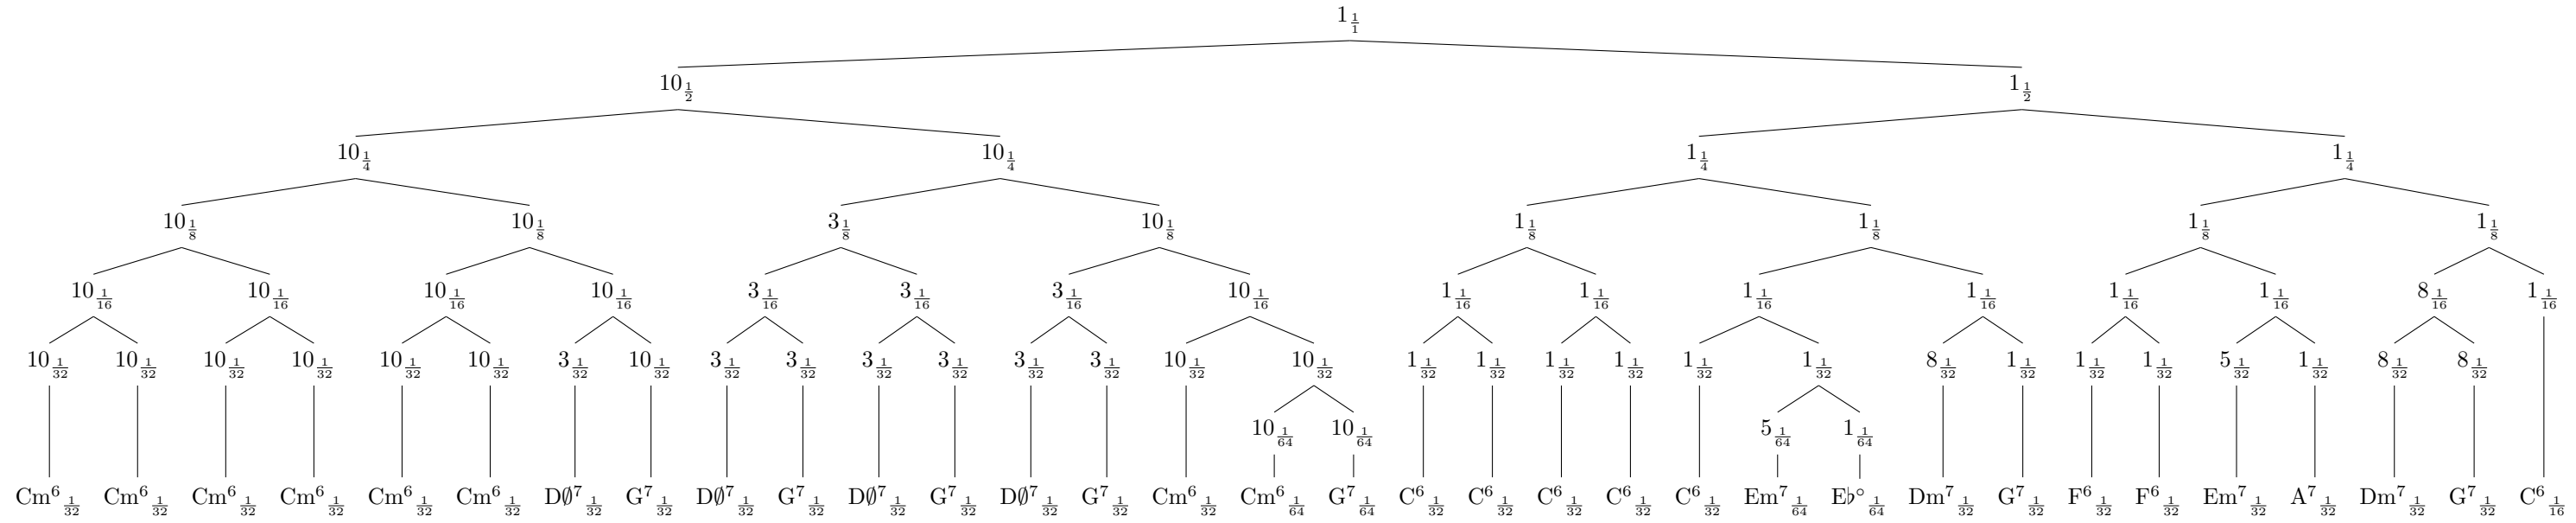 1 1/1
10 1/2 1 1/2
10 1/4 10 1/4 1 1/4 1 1/4
10 1/8 10 1/8 3 1/8 10 1/8 1 1/8 1 1/8 1 1/8 1 1/8
10 1/16 10 1/16 10 1/16 10 1/16 3 1/16 3 1/16 3 1/16 10 1/16 1 1/16 1 1/16 1 1/16 1 1/16 1 1/16 1 1/16 8 1/16 1 1/16
10 1/32 10 1/32 10 1/32 10 1/32 10 1/32 10 1/32 3 1/32 10 1/32 3 1/32 3 1/32 3 1/32 3 1/32 3 1/32 3 1/32 10 1/32 10 1/32 1 1/32 1 1/32 1 1/32 1 1/32 1 1/32 1 1/32 8 1/32 1 1/32 1 1/32 1 1/32 5 1/32 1 1/32 8 1/32 8 1/32
10 1/64 10 1/64 5 1/64 1 1/64
Cm⁶ 1/32 Cm⁶ 1/32 Cm⁶ 1/32 Cm⁶ 1/32 Cm⁶ 1/32 Cm⁶ 1/32 D∅⁷ 1/32 G⁷ 1/32 D∅⁷ 1/32 G⁷ 1/32 D∅⁷ 1/32 G⁷ 1/32 D∅⁷ 1/32 G⁷ 1/32 Cm⁶ 1/32 Cm⁶ 1/64 G⁷ 1/64 C⁶ 1/32 C⁶ 1/32 C⁶ 1/32 C⁶ 1/32 C⁶ 1/32 Em⁷ 1/64 E♭° 1/64 Dm⁷ 1/32 G⁷ 1/32 F⁶ 1/32 F⁶ 1/32 Em⁷ 1/32 A⁷ 1/32 Dm⁷ 1/32 G⁷ 1/32 C⁶ 1/16